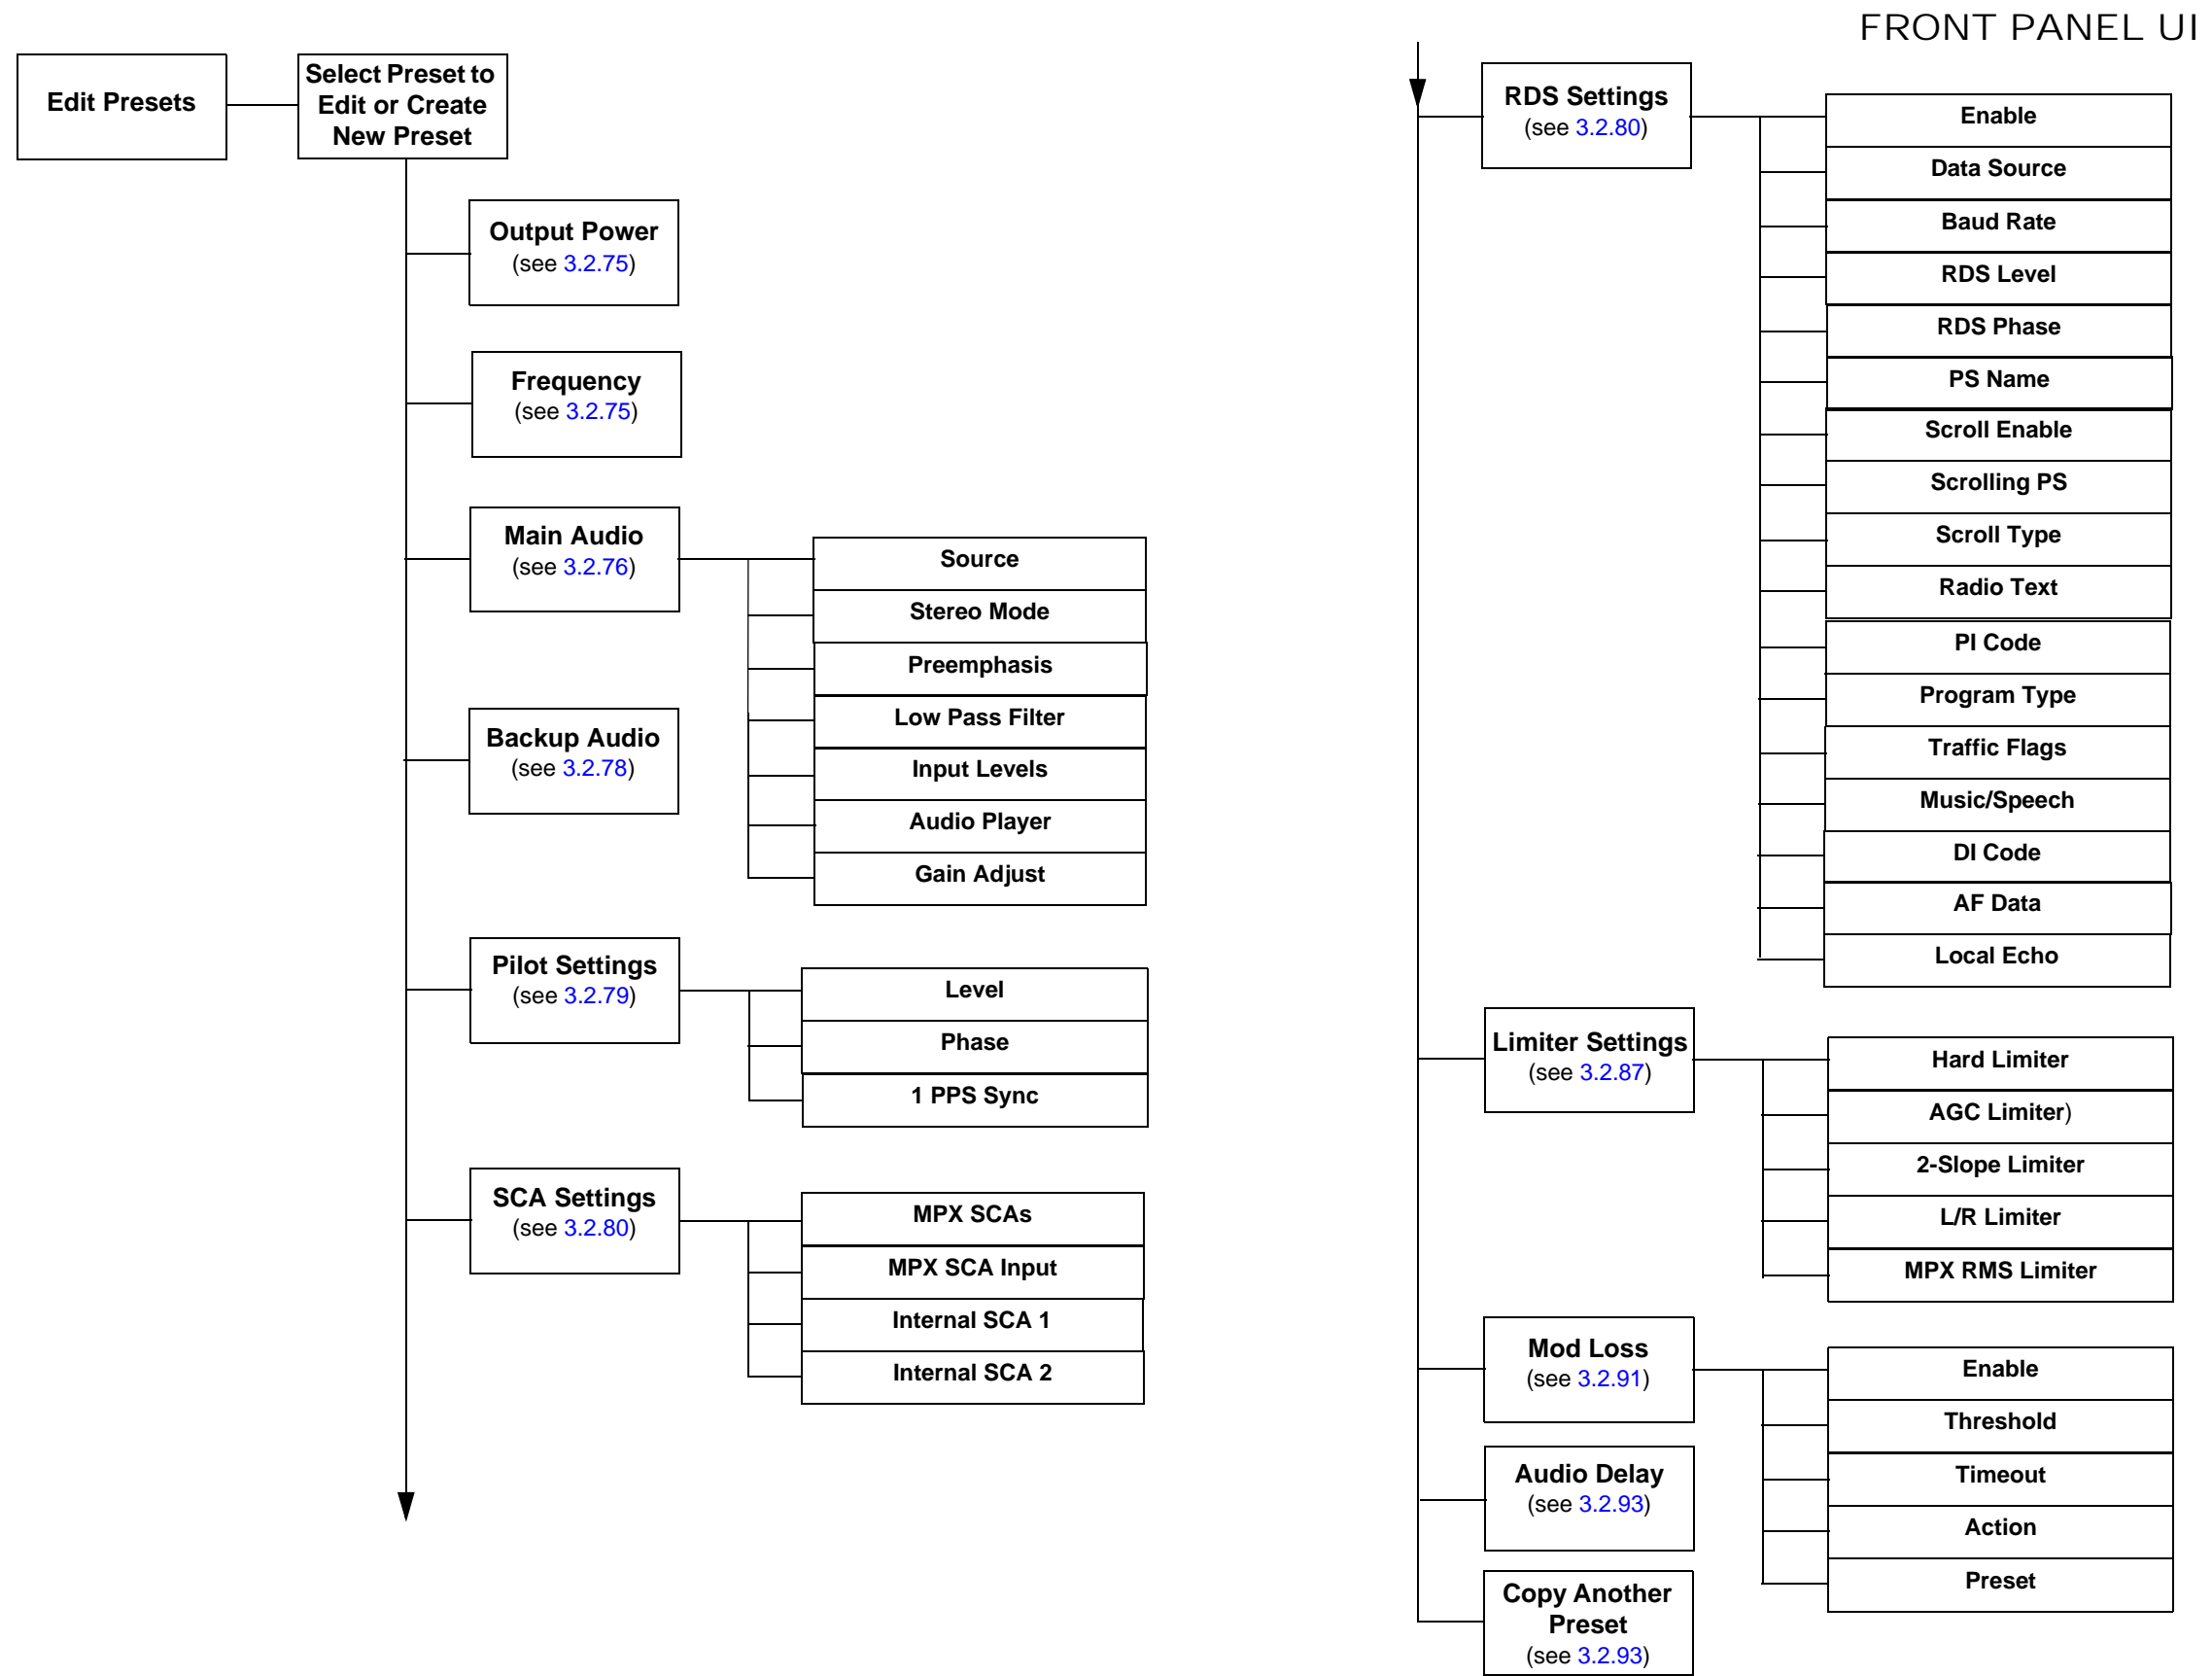 FRONT PANEL UI
Edit Presets
Select Preset to
Edit or Create
New Preset
Output Power
(see 3.2.75)
Frequency
(see 3.2.75)
Main Audio
(see 3.2.76)
Source
Stereo Mode
Preemphasis
Low Pass Filter
Input Levels
Audio Player
Gain Adjust
Backup Audio
(see 3.2.78)
Pilot Settings
(see 3.2.79)
Level
Phase
1 PPS Sync
SCA Settings
(see 3.2.80)
MPX SCAs
MPX SCA Input
Internal SCA 1
Internal SCA 2
RDS Settings
(see 3.2.80)
Enable
Data Source
Baud Rate
RDS Level
RDS Phase
PS Name
Scroll Enable
Scrolling PS
Scroll Type
Radio Text
PI Code
Program Type
Traffic Flags
Music/Speech
DI Code
AF Data
Local Echo
Limiter Settings
(see 3.2.87)
Hard Limiter
AGC Limiter)
2-Slope Limiter
L/R Limiter
MPX RMS Limiter
Mod Loss
(see 3.2.91)
Enable
Threshold
Timeout
Action
Preset
Audio Delay
(see 3.2.93)
Copy Another
Preset
(see 3.2.93)